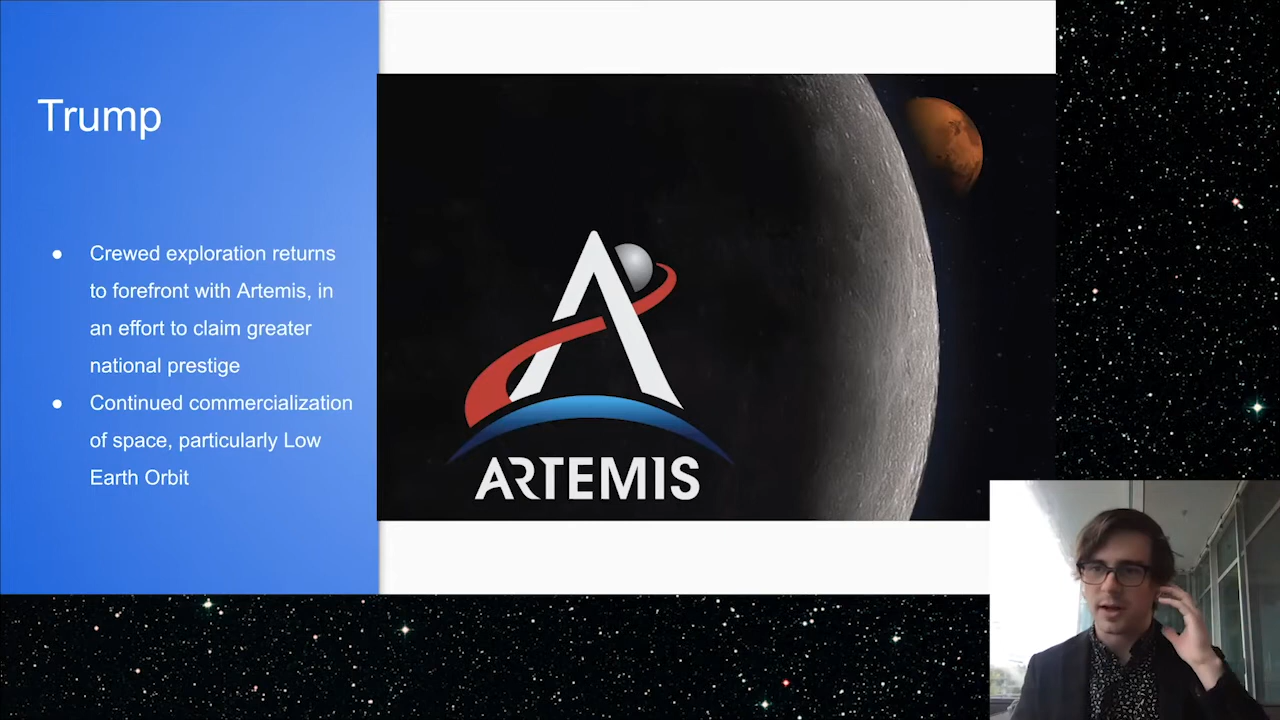 Trump
● Crewed exploration returns
to forefront with Artemis, in
an effort to claim greater
national prestige
● Continued commercialization
of space, particularly Low
Earth Orbit
ARTEMIS